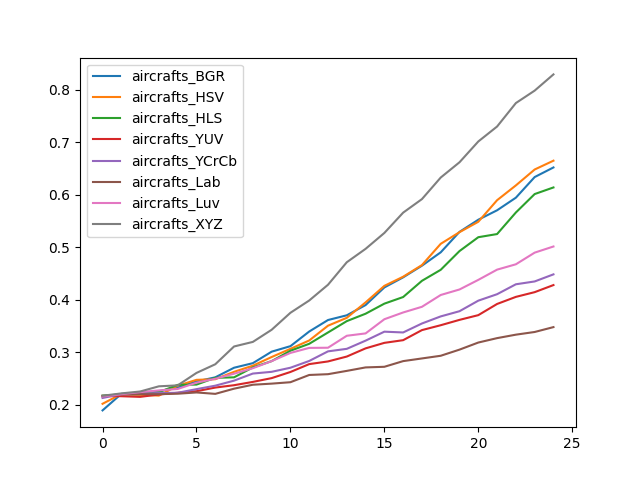 aircrafts_BGR
aircrafts_HSV
aircrafts_HLS
aircrafts_YUV
aircrafts_YCrCb
aircrafts_Lab
aircrafts_Luv
aircrafts_XYZ
0.8
0.7
0.6
0.5
0.4
0.3
0.2
0 5 10 15 20 25